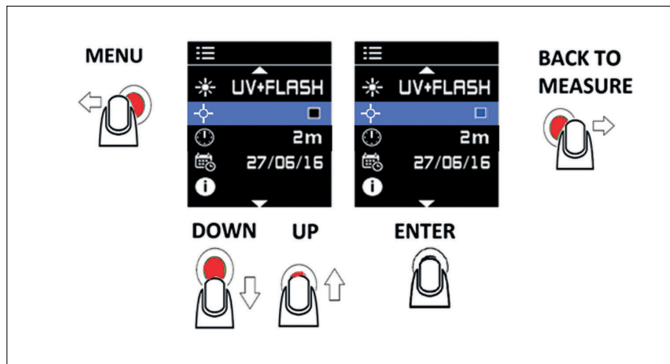 MENU
UV+FLASH
2m
27/06/16
UV+FLASH
2m
27/06/16
BACK TO
MEASURE
DOWN
UP
ENTER